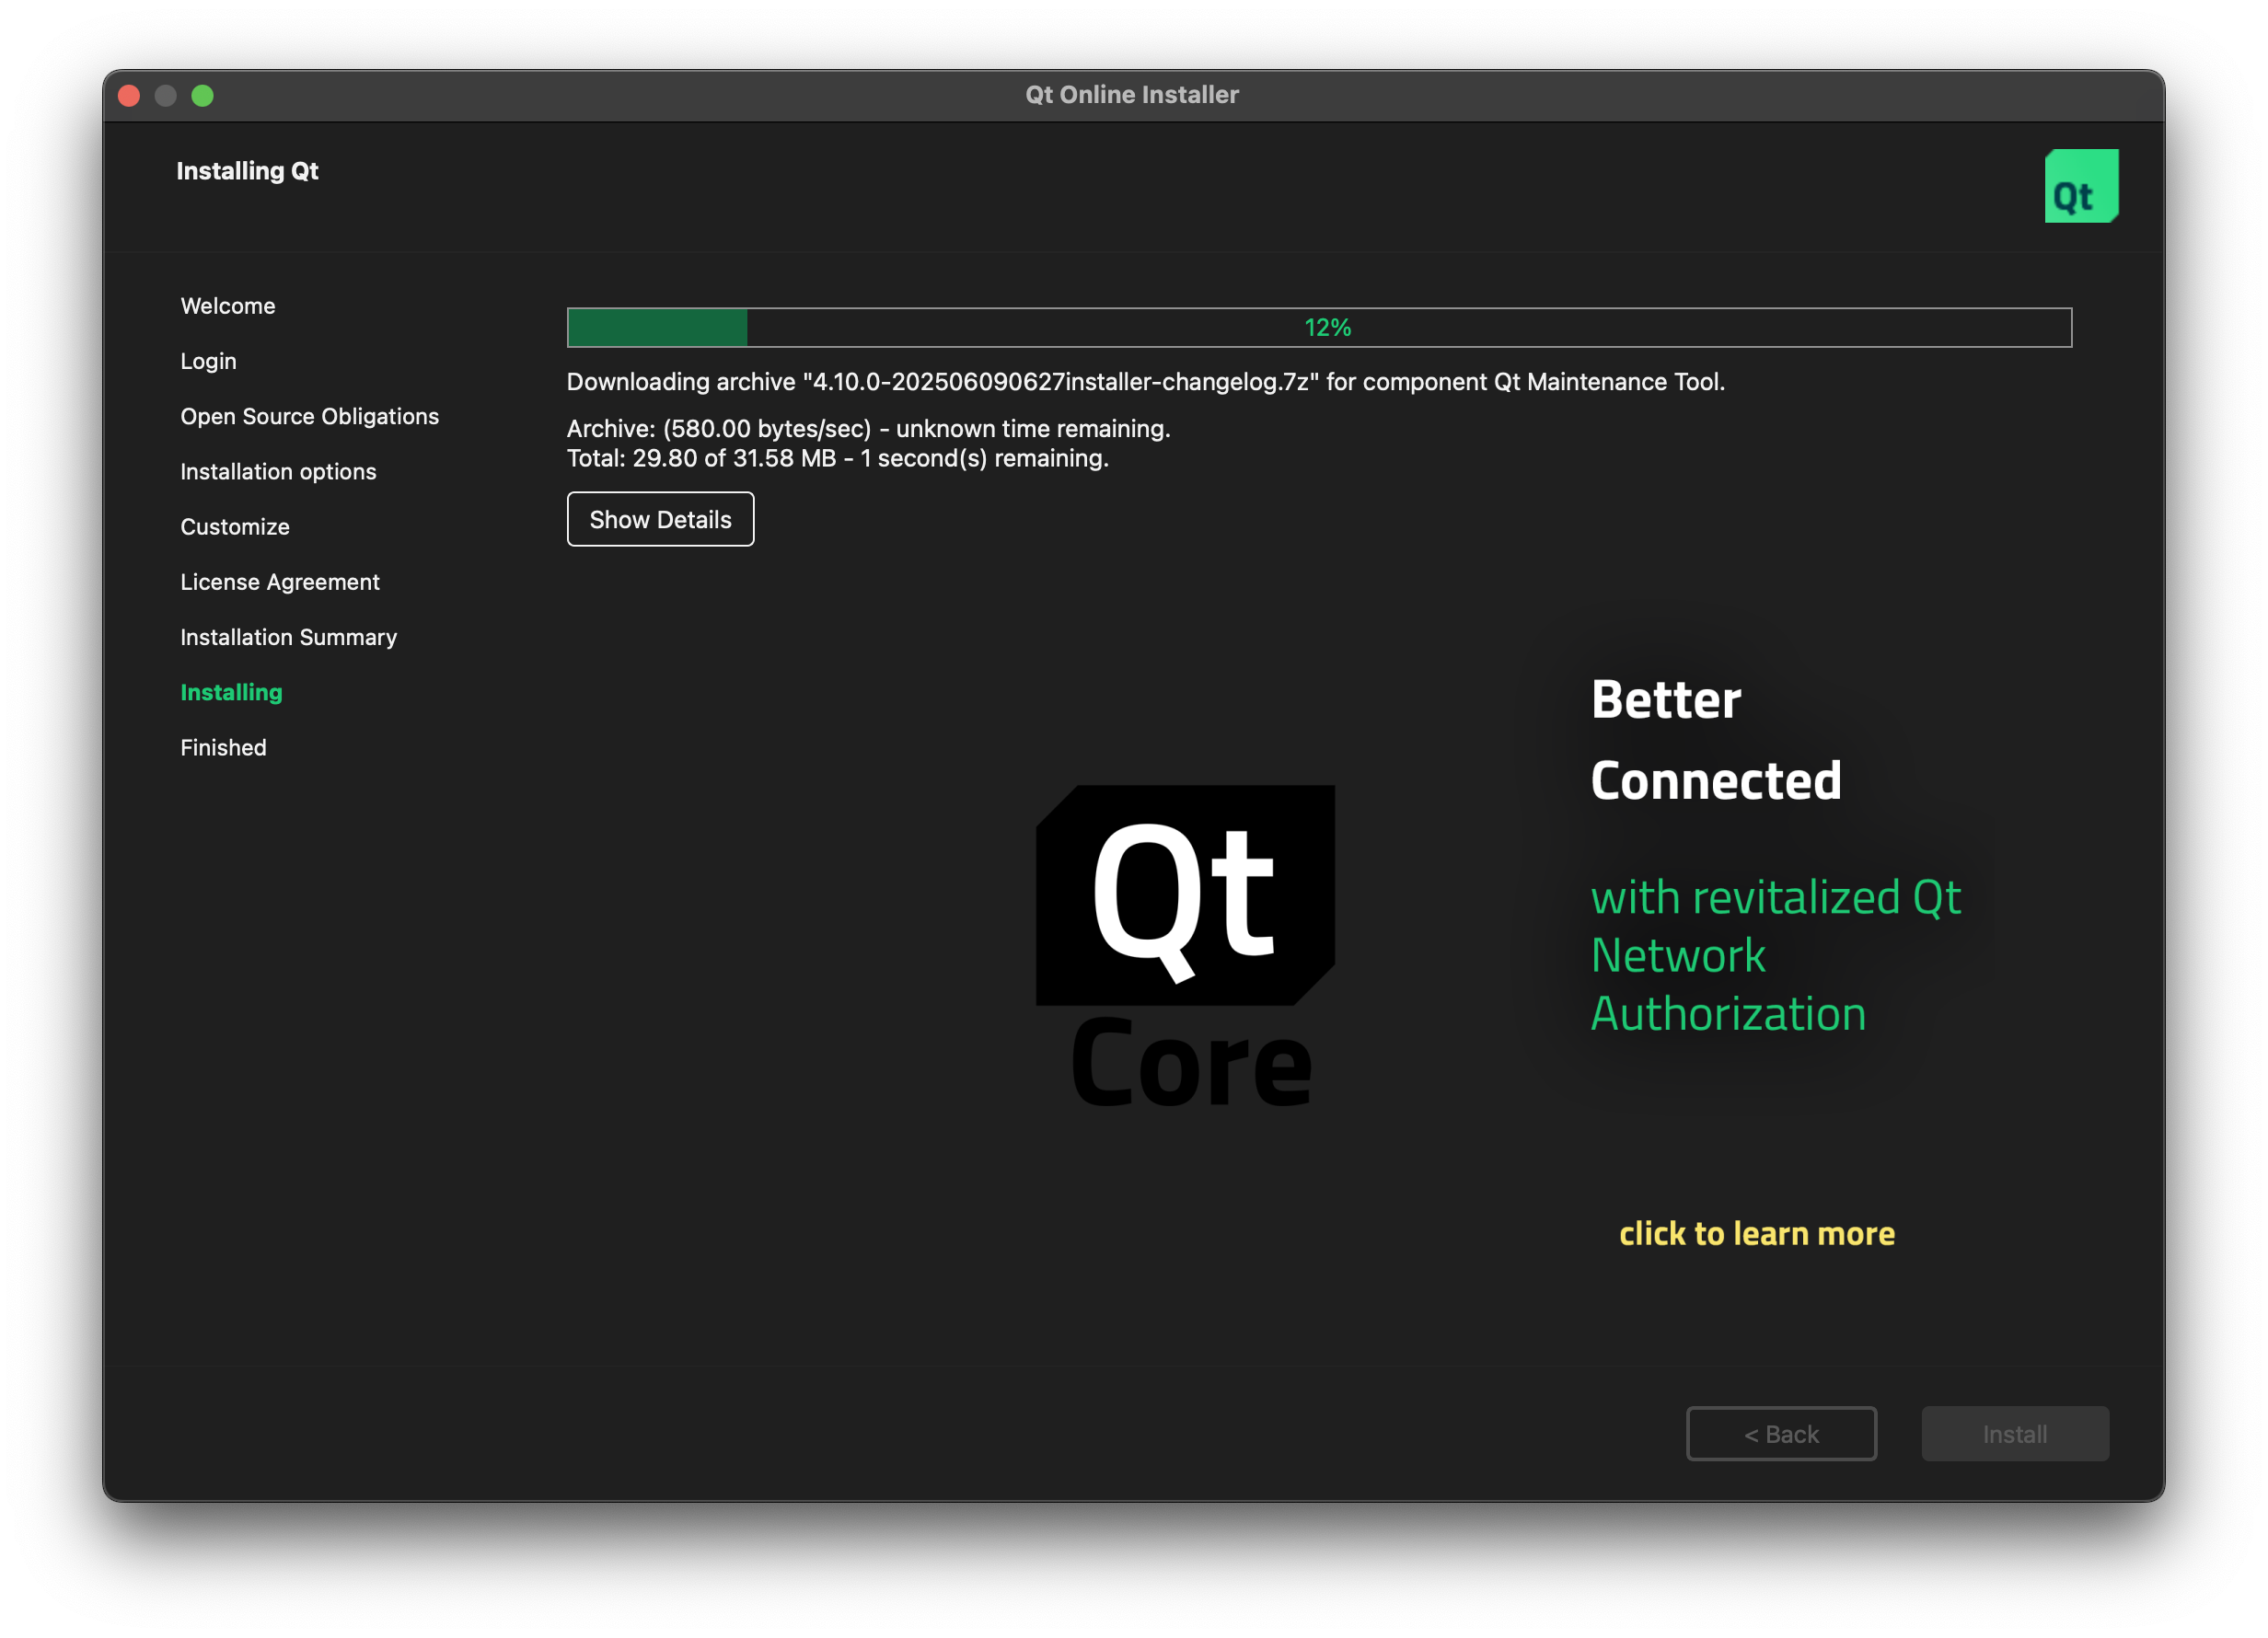 Qt Online Installer
Installing Qt
Qt
Welcome
Login
Open Source Obligations
Installation options
Customize
License Agreement
Installation Summary
Installing
Finished
12%
Downloading archive "4.10.0-202506090627installer-changelog.7z" for component Qt Maintenance Tool.
Archive: (580.00 bytes/sec) - unknown time remaining.
Total: 29.80 of 31.58 MB - 1 second(s) remaining.
Show Details
Qt
Core
Better
Connected
with revitalized Qt
Network
Authorization
click to learn more
< Back
Install